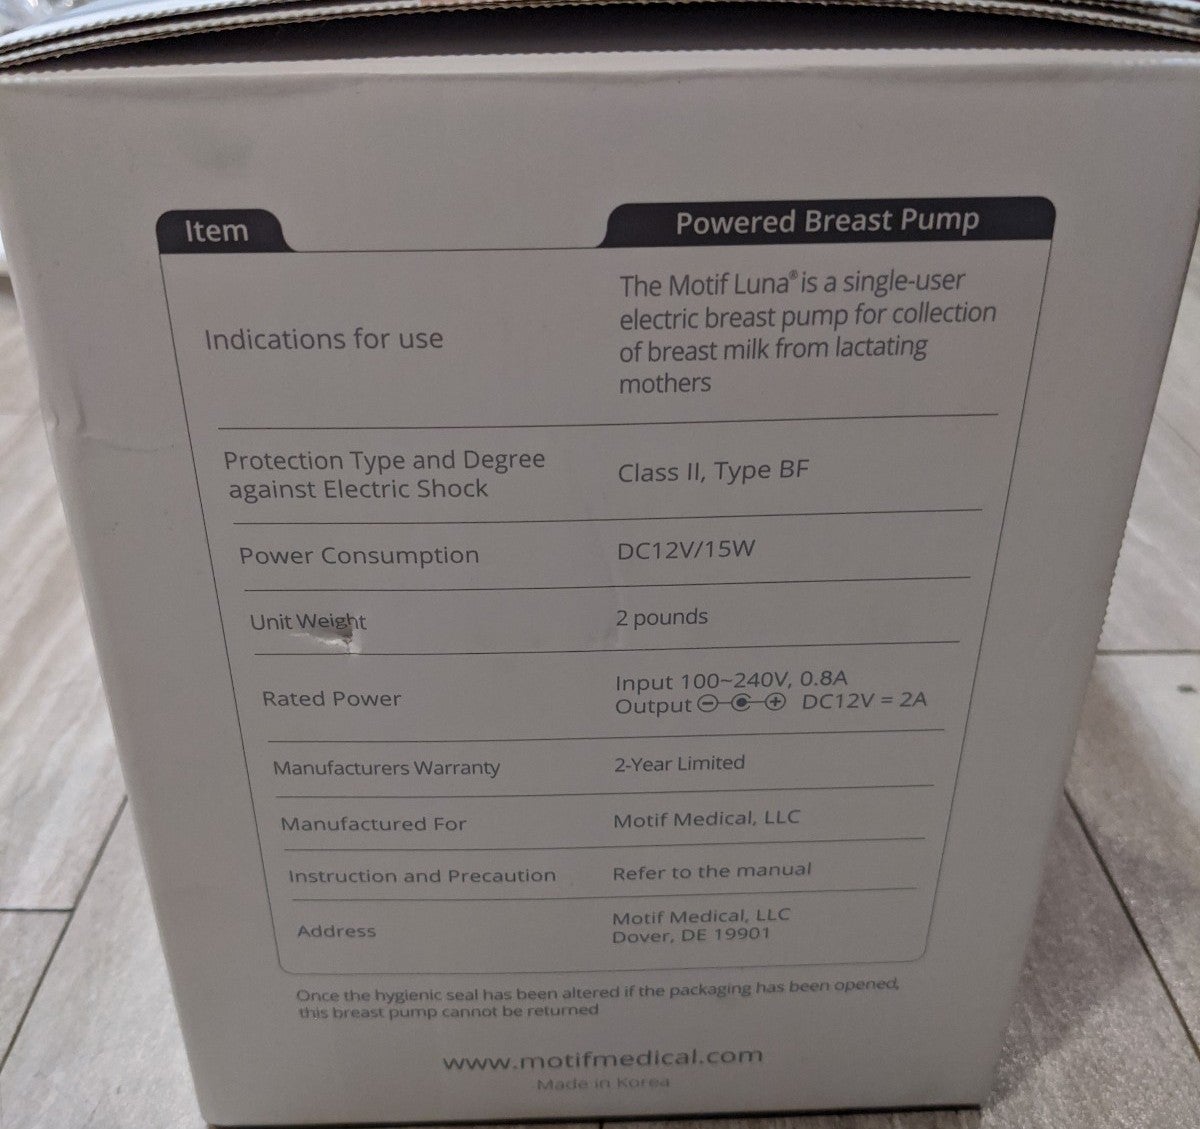 Item
Powered Breast Pump
Indications for use
The Motif Luna® is a single-user
electric breast pump for collection
of breast milk from lactating
mothers
Protection Type and Degree
against Electric Shock
Class II, Type BF
Power Consumption
DC12V/15W
Unit Weight
2 pounds
Rated Power
Input 100~240V, 0.8A
Output ⊖-⦿-⊕ DC12V = 2A
Manufacturers Warranty
2-Year Limited
Manufactured For
Motif Medical, LLC
Instruction and Precaution
Refer to the manual
Address
Motif Medical, LLC
Dover, DE 19901
Once the hygienic seal has been altered if the packaging has been opened,
this breast pump cannot be returned
www.motifmedical.com
Made in Korea